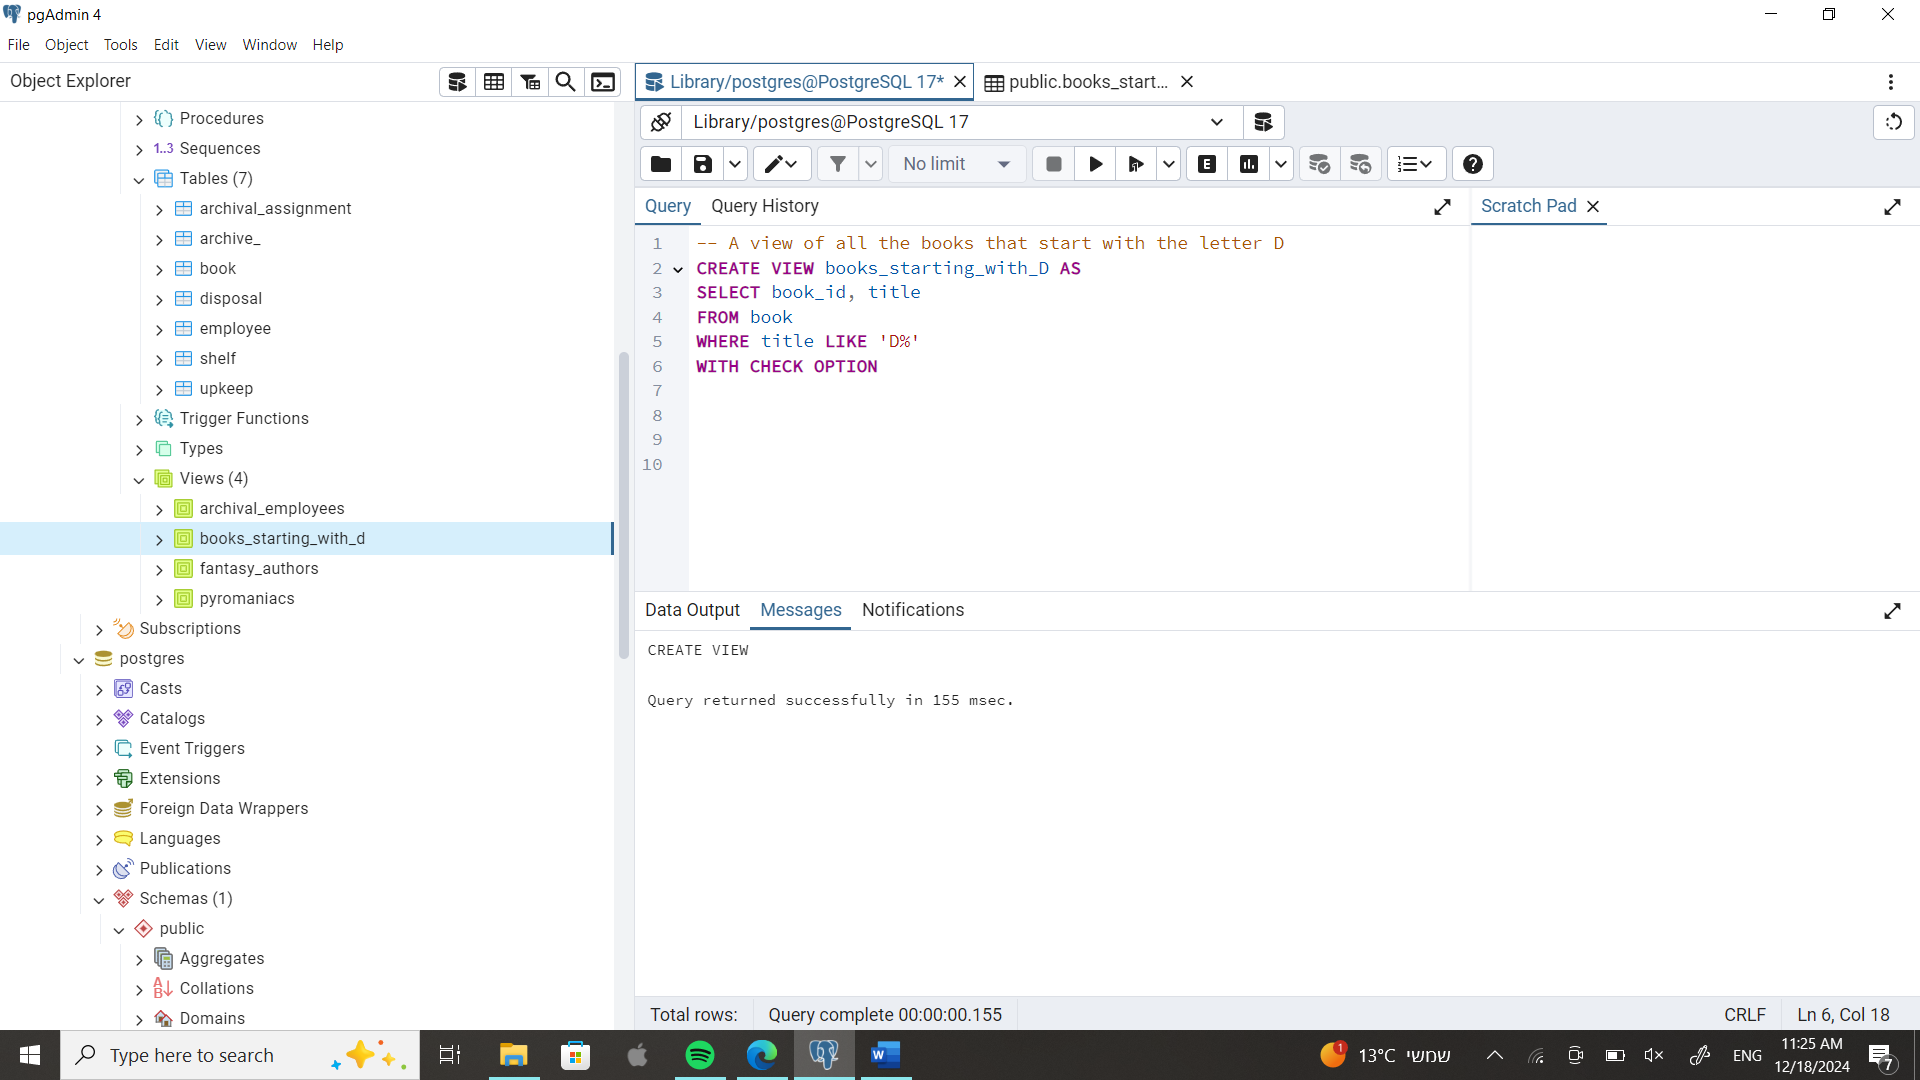 pgAdmin 4
File Object Tools Edit View Window Help
Object Explorer
Procedures
1..3 Sequences
Tables (7)
archival_assignment
archive_
book
disposal
employee
shelf
upkeep
Trigger Functions
Types
Views (4)
archival_employees
books_starting_with_d
fantasy_authors
pyromaniacs
Subscriptions
postgres
Casts
Catalogs
Event Triggers
Extensions
Foreign Data Wrappers
Languages
Publications
Schemas (1)
public
Aggregates
Collations
Domains
Library/postgres@PostgreSQL 17* public.books_start...
Library/postgres@PostgreSQL 17
No limit E
Query Query History Scratch Pad
1 -- A view of all the books that start with the letter D
2 CREATE VIEW books_starting_with_D AS
3 SELECT book_id, title
4 FROM book
5 WHERE title LIKE 'D%'
6 WITH CHECK OPTION
7
8
9
10
Data Output Messages Notifications
CREATE VIEW
Query returned successfully in 155 msec.
Total rows: Query complete 00:00:00.155 CRLF Ln 6, Col 18
Type here to search
1 13°C שמשי ENG 11:25 AM 7
12/18/2024